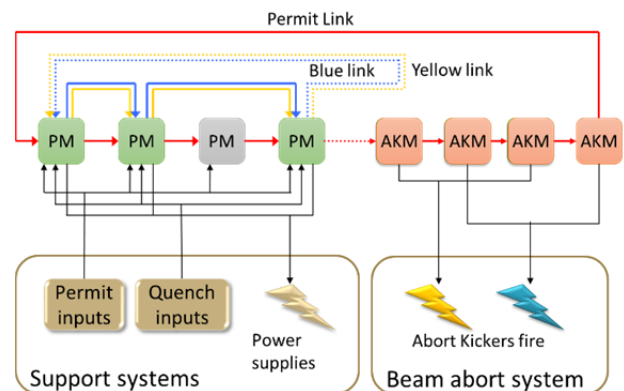 Permit Link
Blue link
Yellow link
PM
PM
PM
PM
AKM
AKM
AKM
AKM
Permit
inputs
Quench
inputs
Power
supplies
Abort Kickers fire
Support systems
Beam abort system